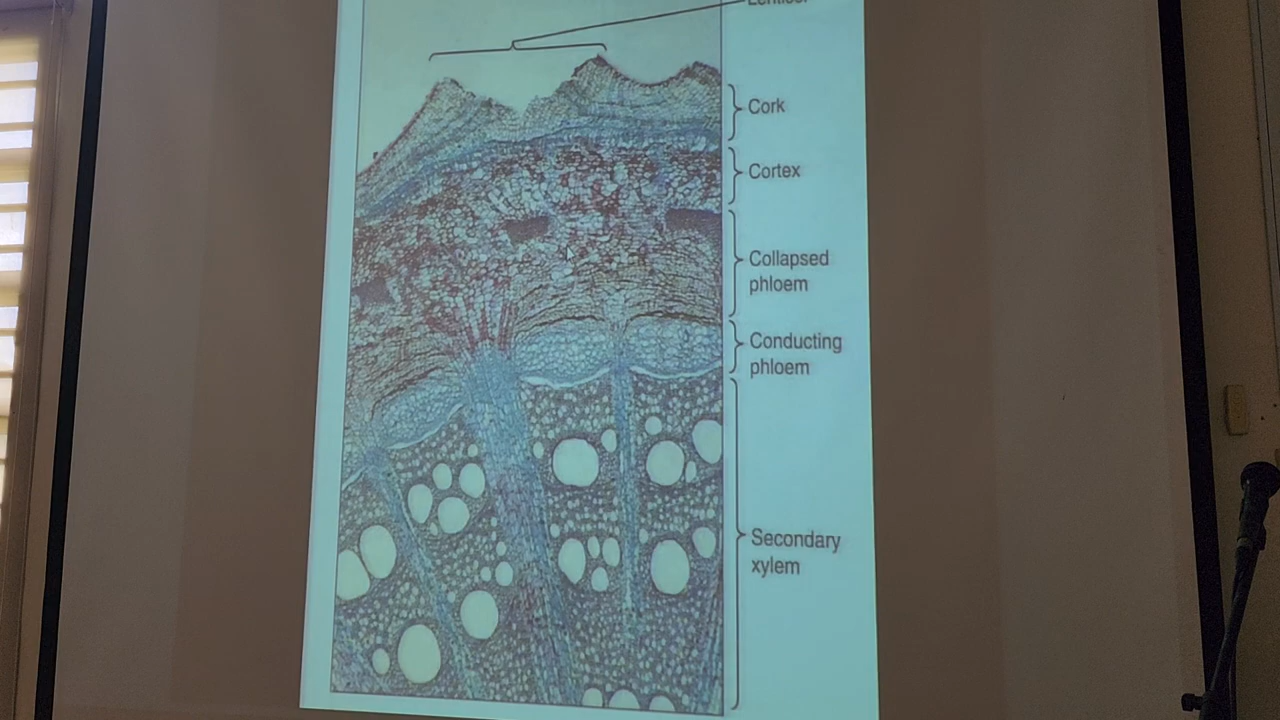 Cork
Cortex
Collapsed
phloem
Conducting
phloem
Secondary
xylem